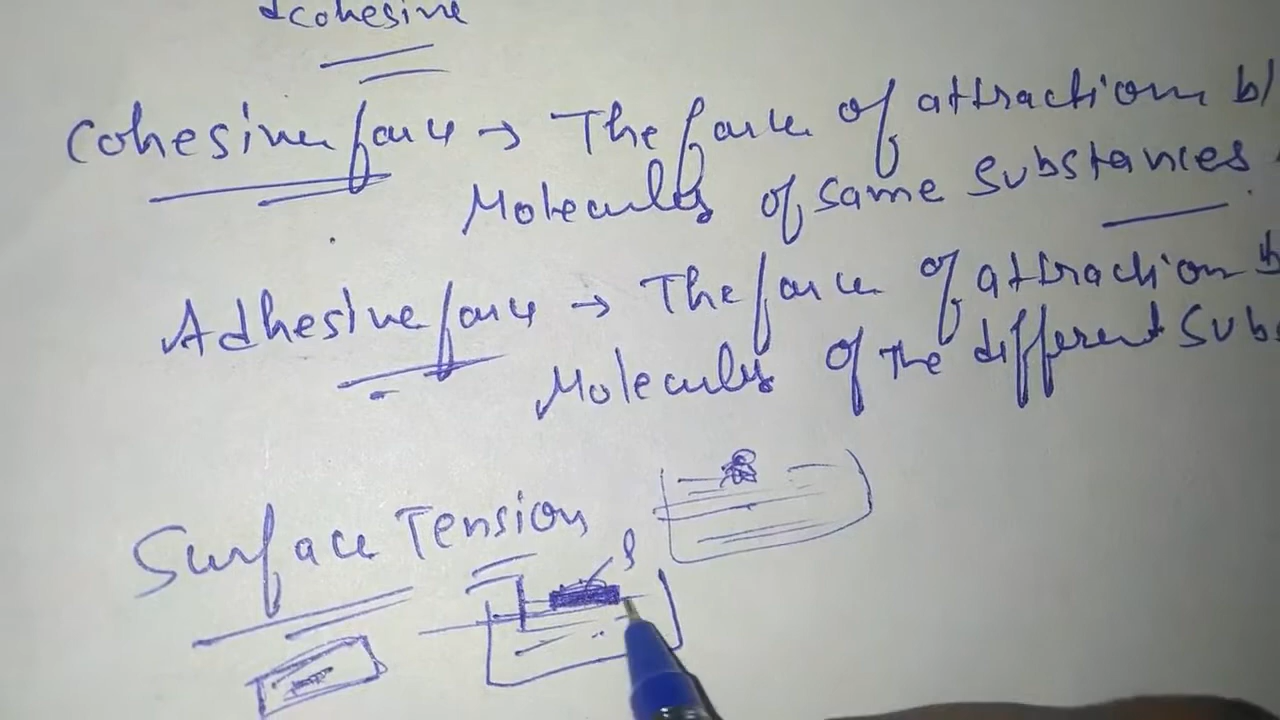 &cohesive
Cohesive force → The force of attraction b/
Molecules of same substances
Adhesive force → The force of attraction b
Molecules of the different Subs
Surface Tension